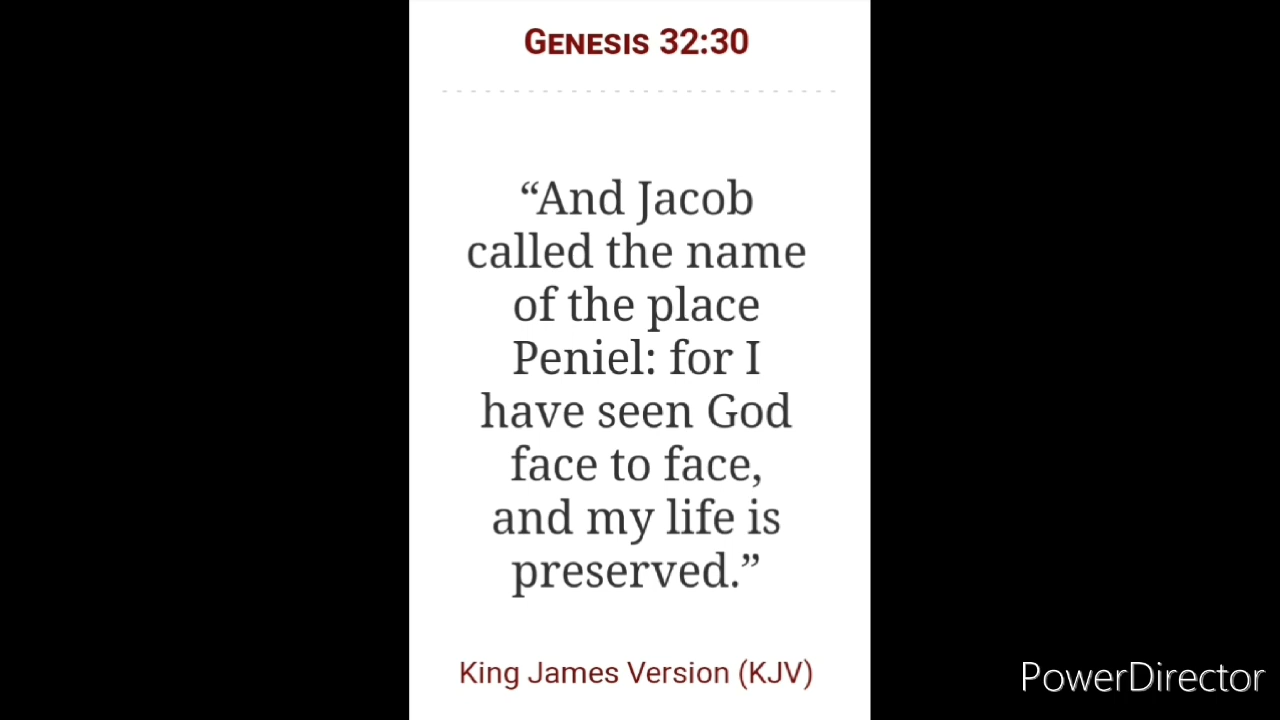 GENESIS 32:30
“And Jacob
called the name
of the place
Peniel: for I
have seen God
face to face,
and my life is
preserved.”
King James Version (KJV)
PowerDirector